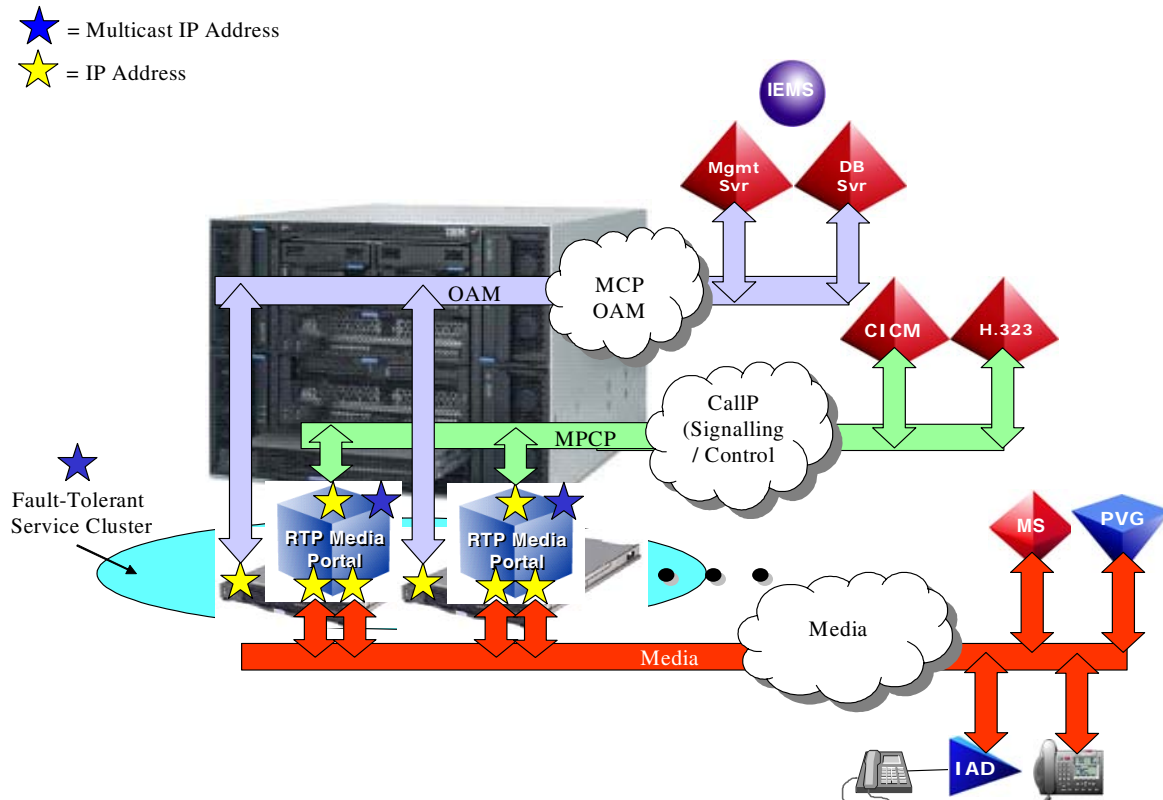 = Multicast IP Address
= IP Address
IEMS
Mgmt
Svr
DB
Svr
IBM
OAM
MCP
OAM
CICM
H.323
CallP
(Signalling
/ Control
MPCP
Fault-Tolerant
Service Cluster
RTP Media
Portal
RTP Media
Portal
MS
PVG
Media
Media
IAD